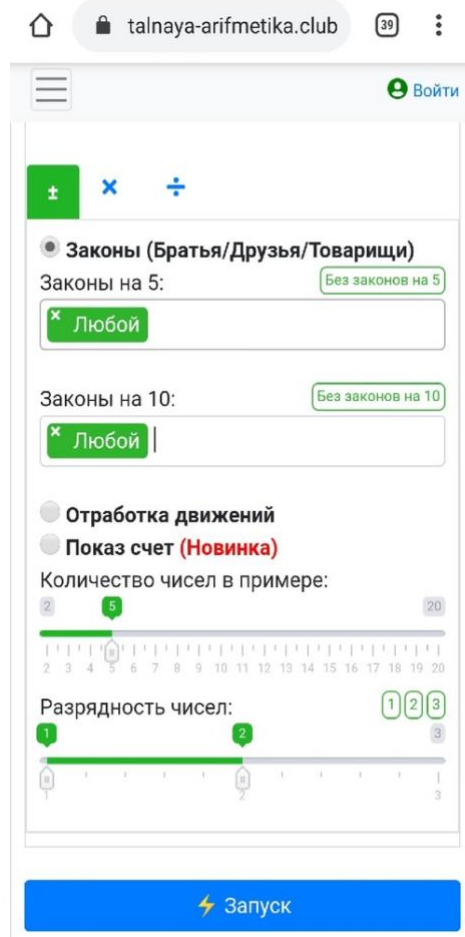 talnaya-arifmetika.club 39
Войти
± × ÷
Законы (Братья/Друзья/Товарищи)
Законы на 5: Без законов на 5
× Любой
Законы на 10: Без законов на 10
× Любой
Отработка движений
Показ счет (Новинка)
Количество чисел в примере:
2 5 20
2 3 4 5 6 7 8 9 10 11 12 13 14 15 16 17 18 19 20
Разрядность чисел: 1 2 3
1 2 3
1 2 3
⚡ Запуск